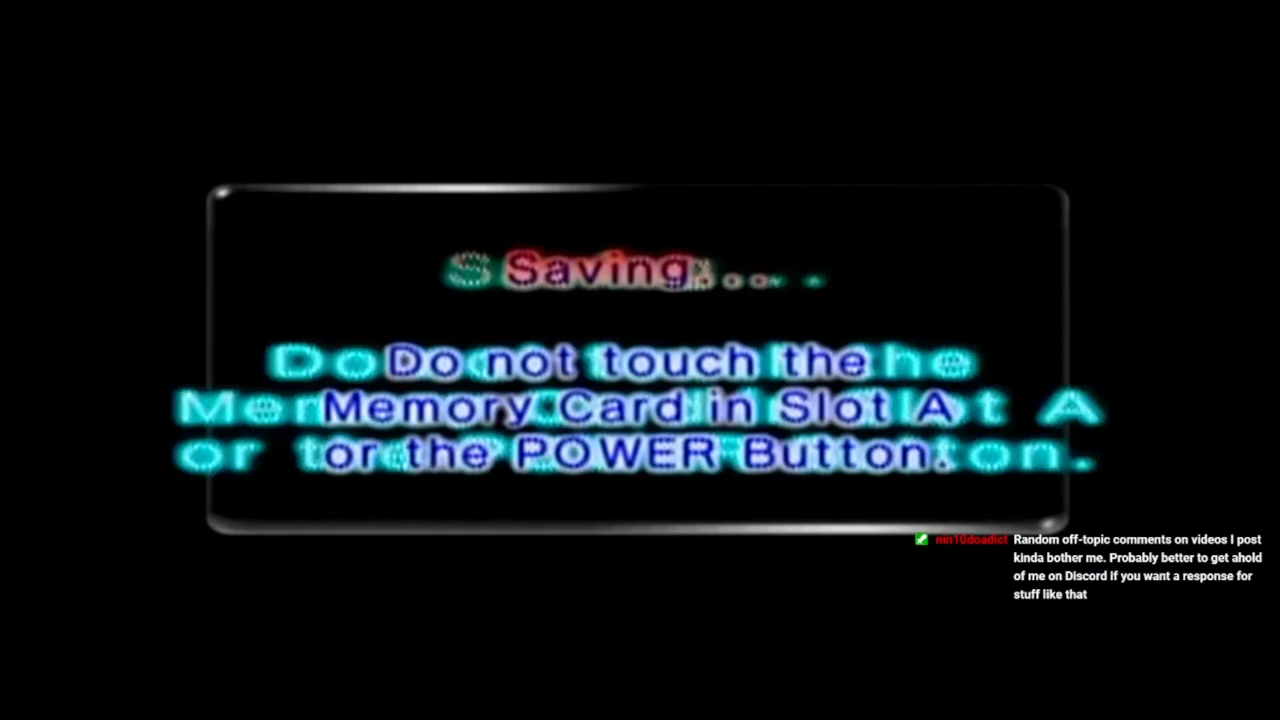 Saving...
Do not touch the
Memory Card in Slot A
or the POWER Button.
nin10doadict Random off-topic comments on videos I post
kinda bother me. Probably better to get ahold
of me on Discord if you want a response for
stuff like that